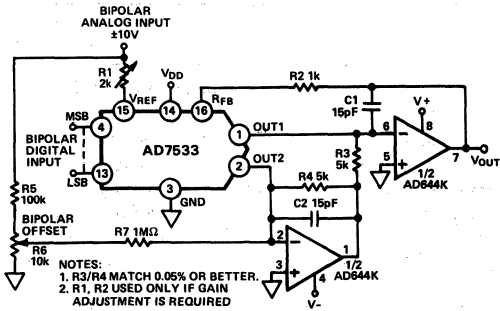 BIPOLAR
ANALOG INPUT
±10V
R1
2k
VDD
R2 1k
VREF
RFB
C1
15pF
V+
MSB
15
14
16
4
1
OUT1
6
8
BIPOLAR
DIGITAL
INPUT
AD7533
R3
5k
5
7
VOUT
2
OUT2
1/2
AD644K
LSB
13
3
GND
R4 5k
R5
100k
C2 15pF
BIPOLAR
OFFSET
R7 1MΩ
2
1
R6
10k
3
1/2
AD644K
4
V–
NOTES:
1. R3/R4 MATCH 0.05% OR BETTER.
2. R1, R2 USED ONLY IF GAIN
ADJUSTMENT IS REQUIRED